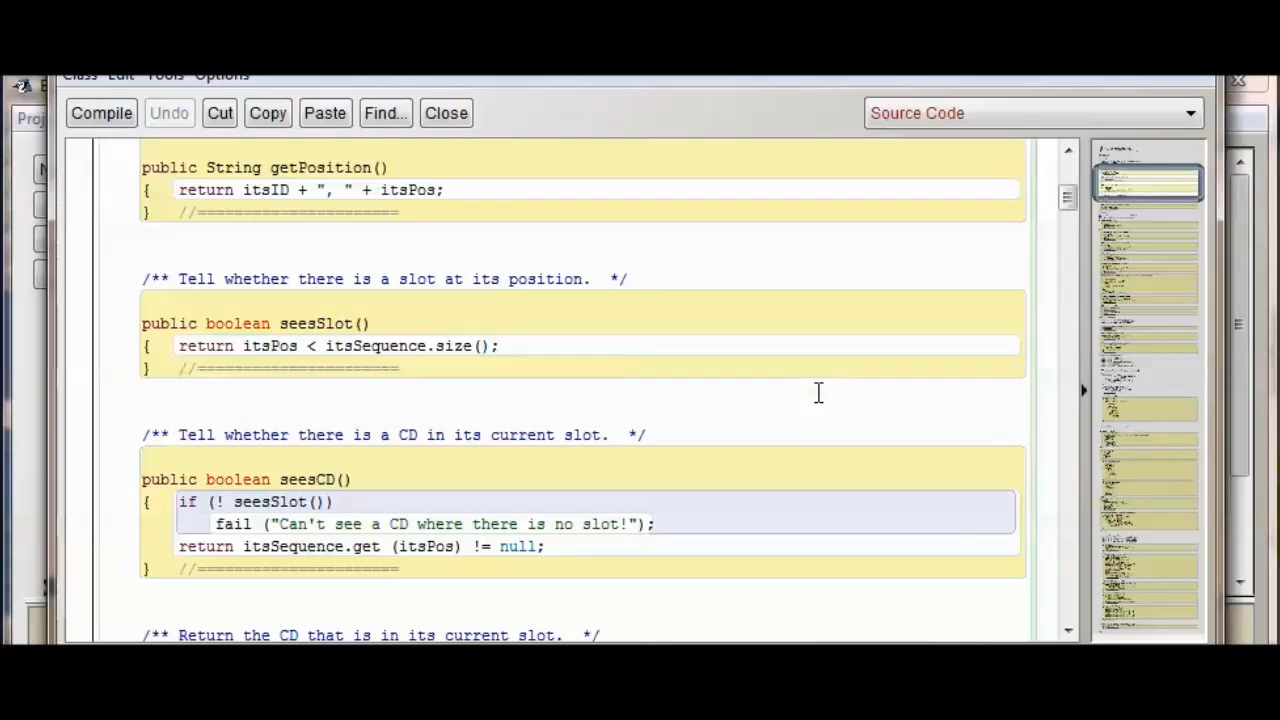 Class Edit Tools Options
Compile Undo Cut Copy Paste Find... Close Source Code
public String getPosition()
{ return itsID + ", " + itsPos;
} //======================
/** Tell whether there is a slot at its position. */
public boolean seesSlot()
{ return itsPos < itsSequence.size();
} //======================
/** Tell whether there is a CD in its current slot. */
public boolean seesCD()
{ if (! seesSlot())
fail ("Can't see a CD where there is no slot!");
return itsSequence.get (itsPos) != null;
} //======================
/** Return the CD that is in its current slot. */